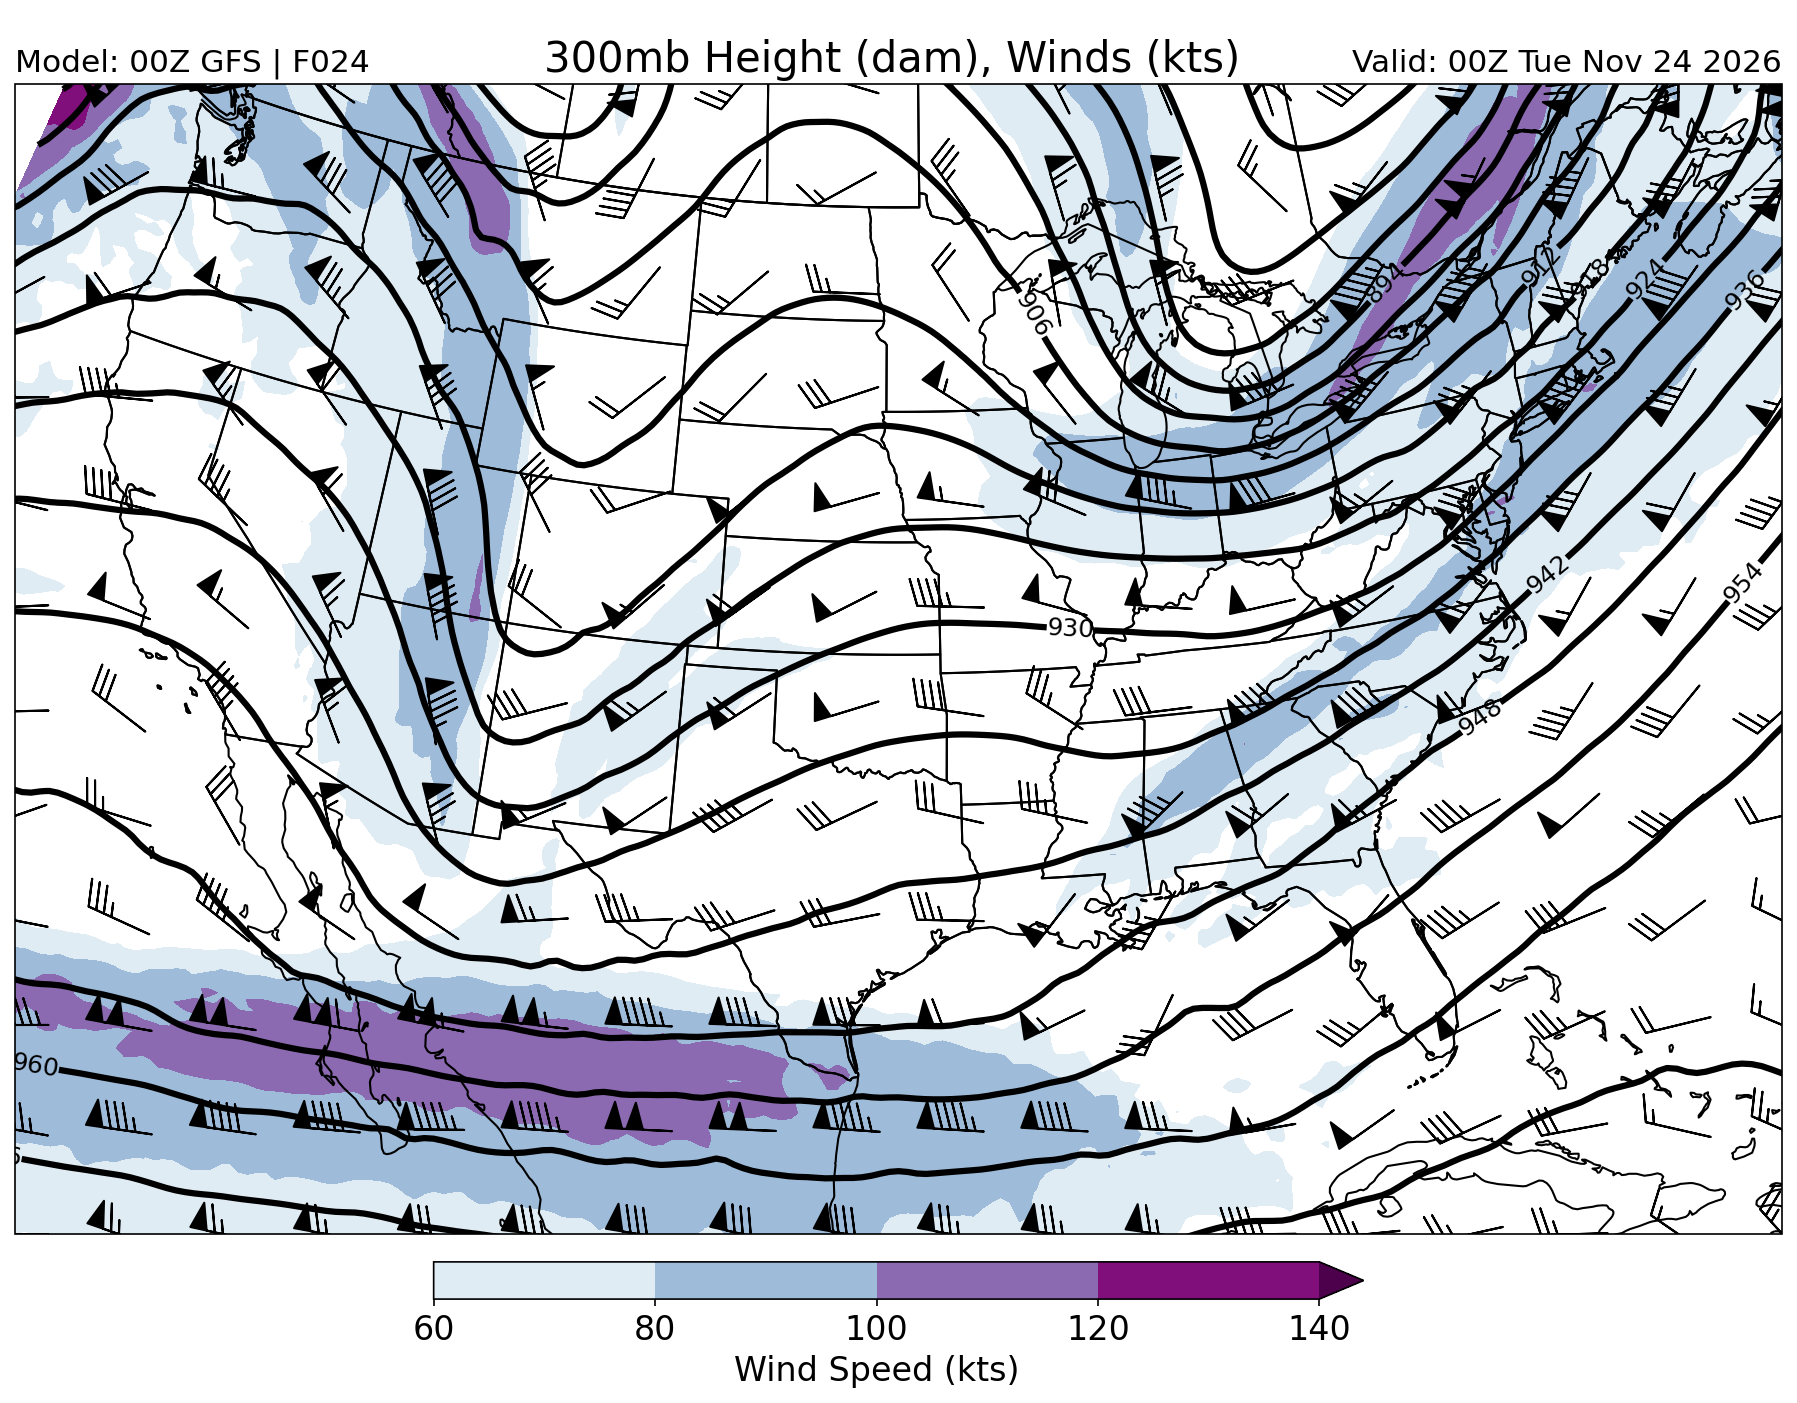 Model: 00Z GFS | F024
300mb Height (dam), Winds (kts)
Valid: 00Z Tue Nov 24 2026
894
906
912
918
924
936
942
954
930
948
960
60 80 100 120 140
Wind Speed (kts)